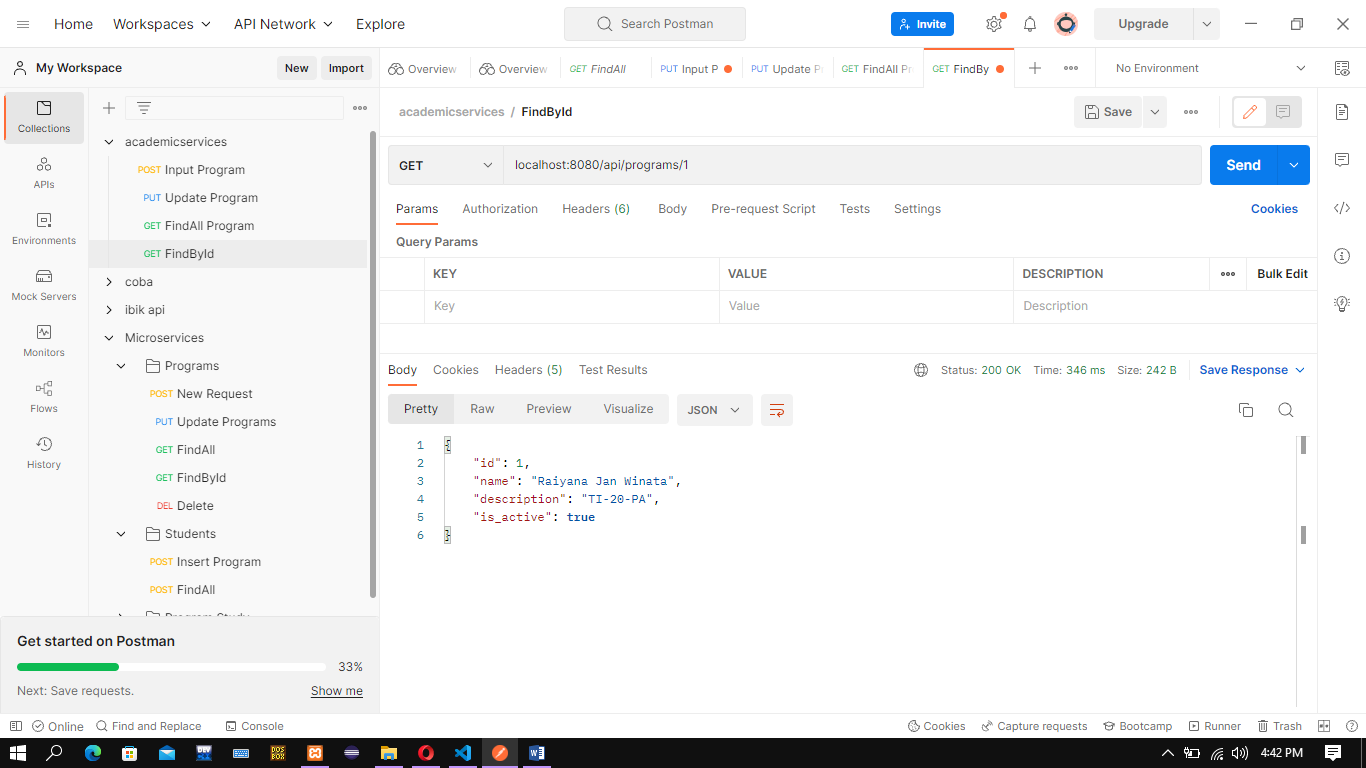 Home Workspaces API Network Explore Search Postman Invite Upgrade
My Workspace New Import Overview Overview GET FindAll PUT Input P PUT Update P GET FindAll Pr GET FindBy No Environment
Collections
APIs
Environments
Mock Servers
Monitors
Flows
History
academicservices
POST Input Program
PUT Update Program
GET FindAll Program
GET FindById
coba
ibik api
Microservices
Programs
POST New Request
PUT Update Programs
GET FindAll
GET FindById
DEL Delete
Students
POST Insert Program
POST FindAll
Program Study
Get started on Postman
33%
Next: Save requests. Show me
academicservices / FindById Save
GET localhost:8080/api/programs/1 Send
Params Authorization Headers (6) Body Pre-request Script Tests Settings Cookies
Query Params
KEY VALUE DESCRIPTION Bulk Edit
Key Value Description
Body Cookies Headers (5) Test Results Status: 200 OK Time: 346 ms Size: 242 B Save Response
Pretty Raw Preview Visualize JSON
1 {
2 "id": 1,
3 "name": "Raiyana Jan Winata",
4 "description": "TI-20-PA",
5 "is_active": true
6 }
Online Find and Replace Console Cookies Capture requests Bootcamp Runner Trash
4:42 PM